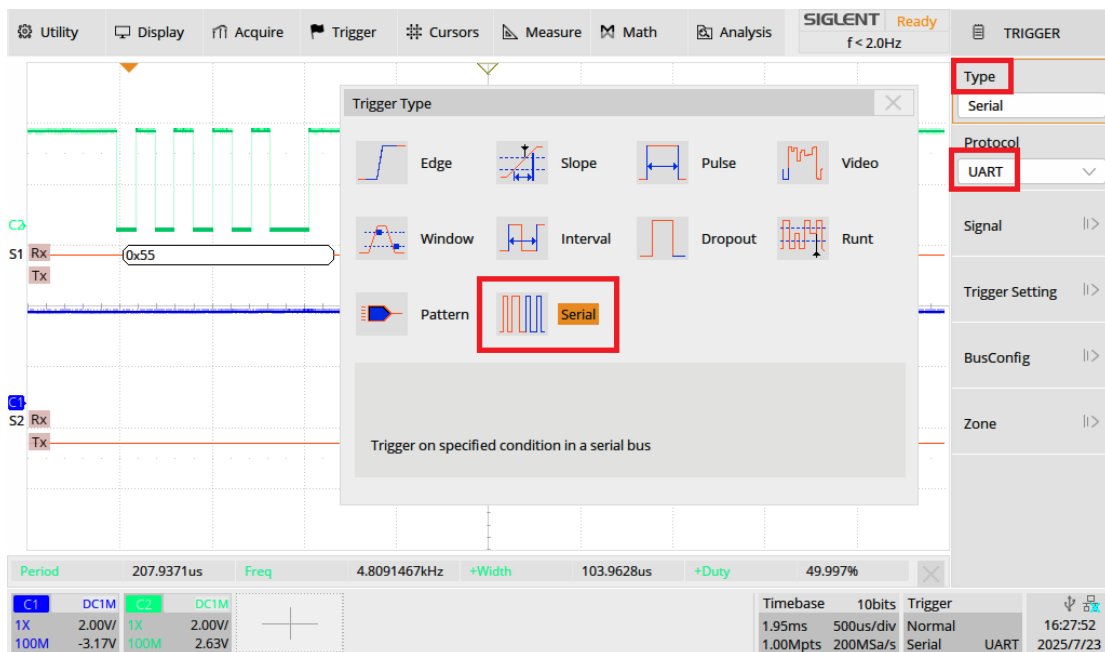 Utility Display Acquire Trigger Cursors Measure Math Analysis SIGLENT Ready TRIGGER
f < 2.0Hz
Type
Serial
Protocol
UART
Signal
Trigger Setting
BusConfig
Zone
Trigger Type
Edge Slope Pulse Video
Window Interval Dropout Runt
Pattern Serial
Trigger on specified condition in a serial bus
C2
S1 Rx 0x55
Tx
C1
S2 Rx
Tx
Period 207.9371us Freq 4.8091467kHz +Width 103.9628us +Duty 49.997%
C1 DC1M C2 DC1M
1X 2.00V/ 1X 2.00V/
100M -3.17V 100M 2.63V
Timebase 10bits Trigger
1.95ms 500us/div Normal 16:27:52
1.00Mpts 200MSa/s Serial UART 2025/7/23